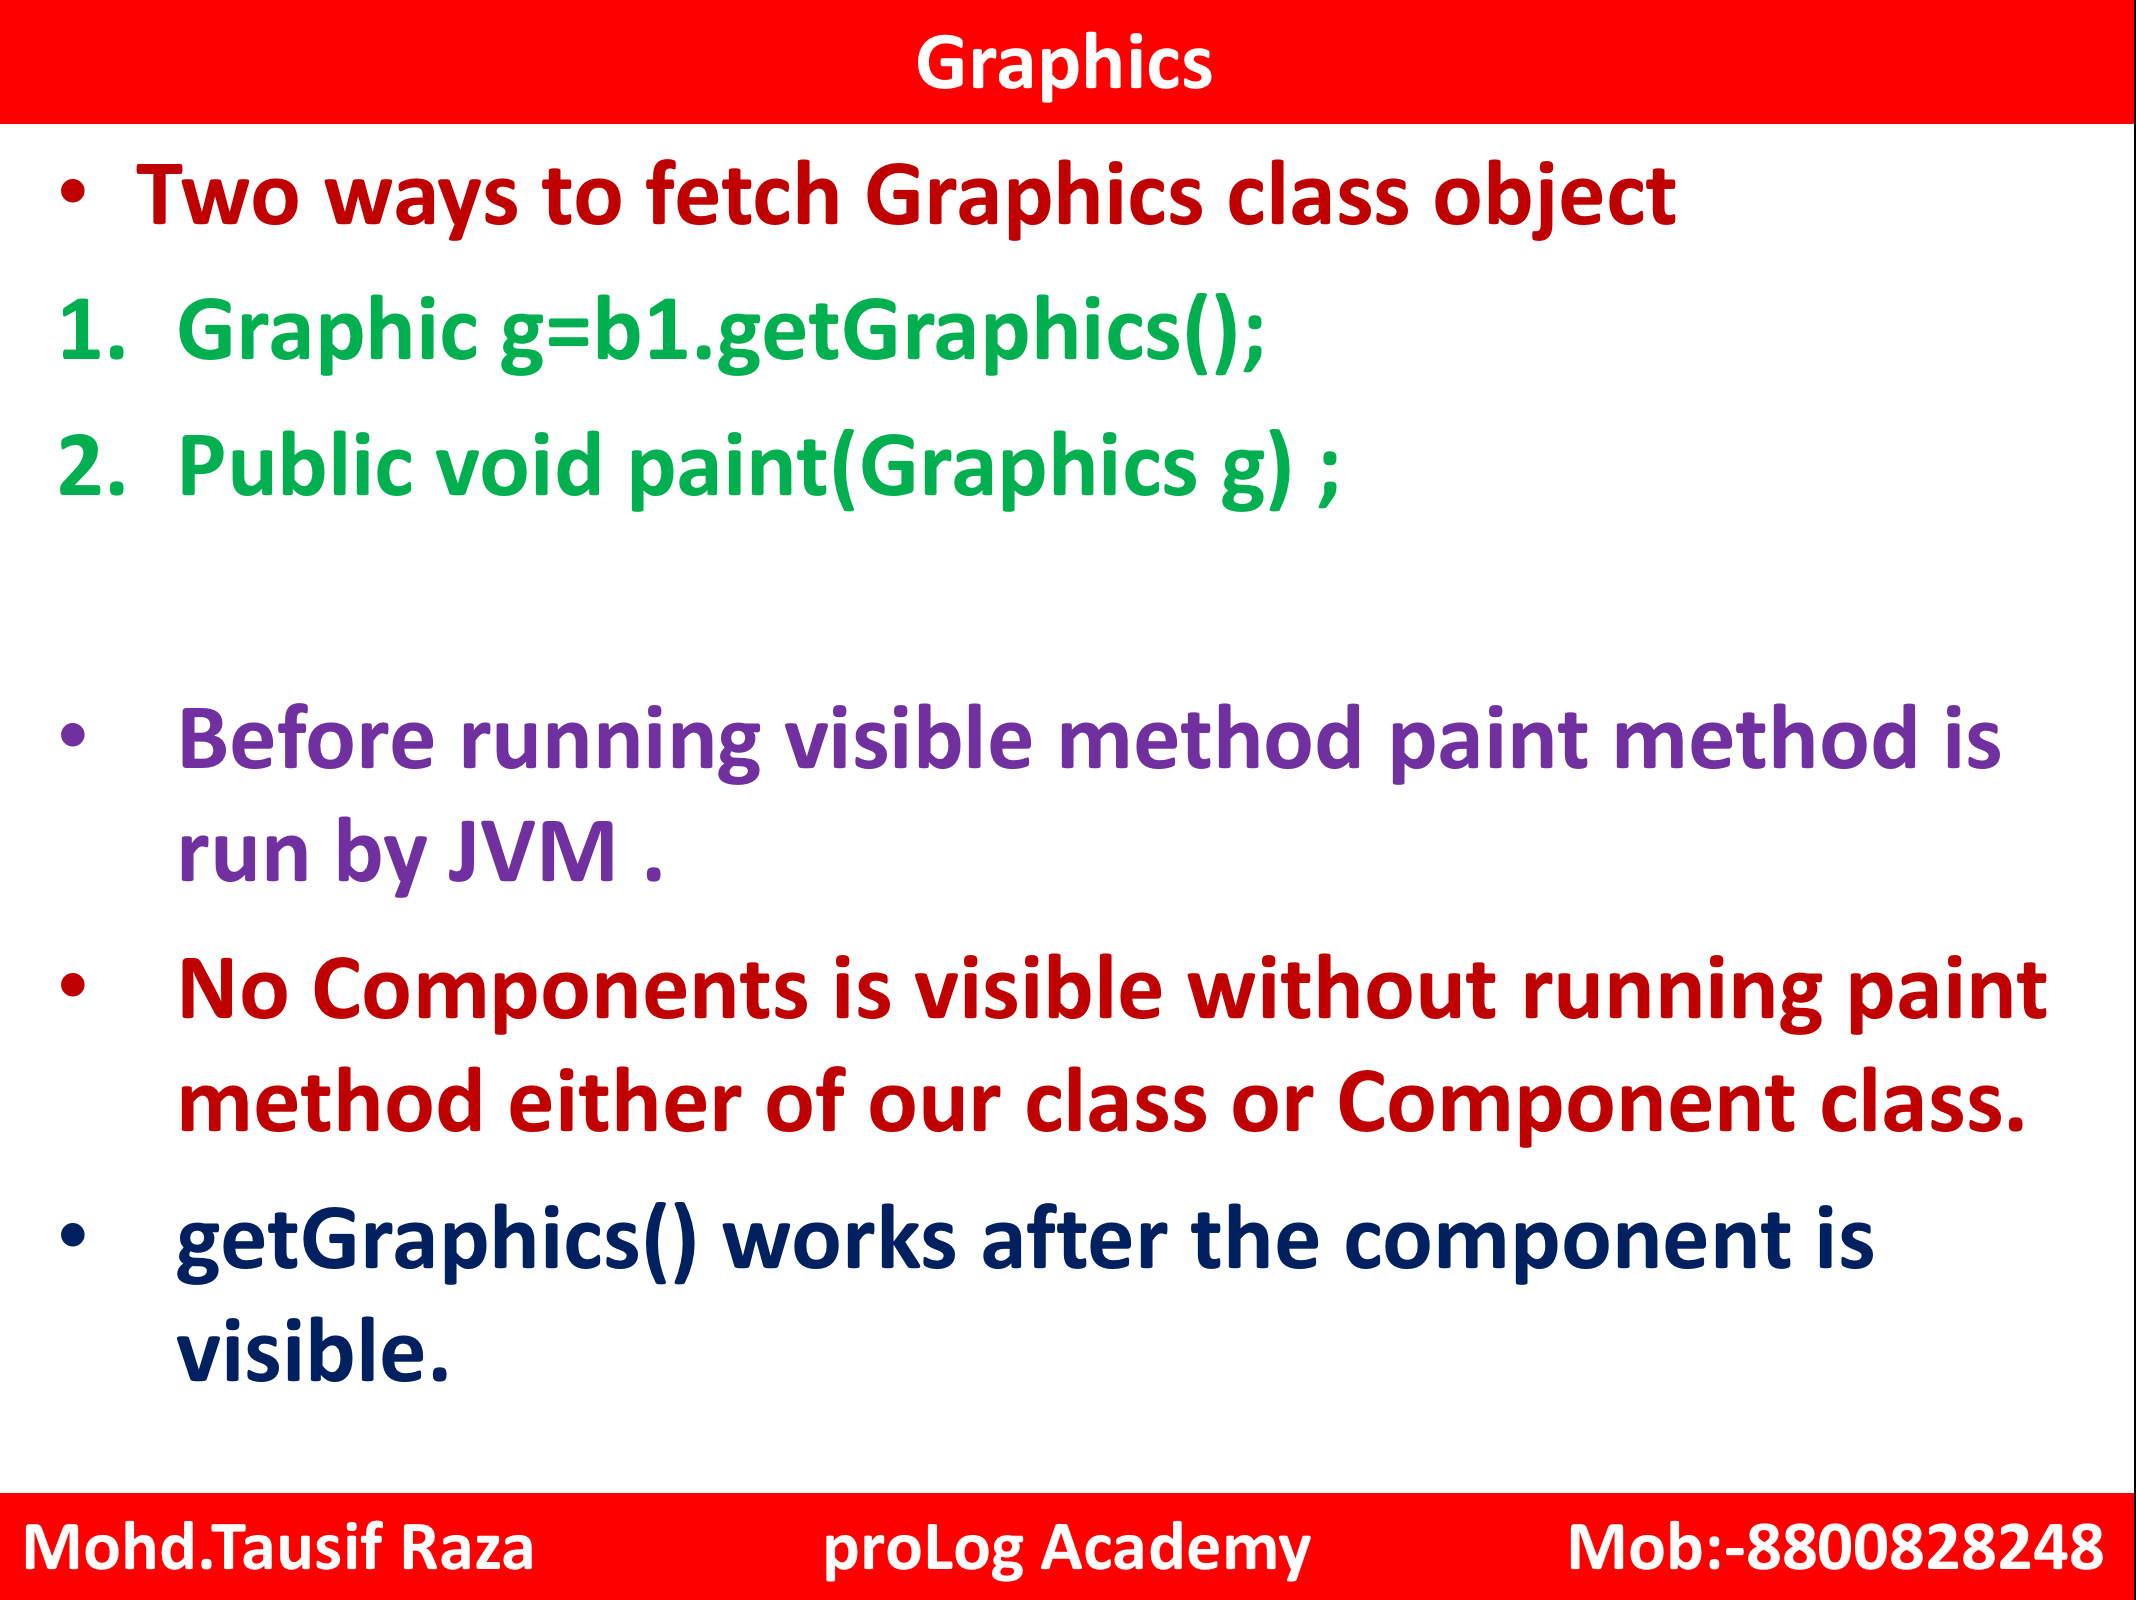 Graphics
• Two ways to fetch Graphics class object
1. Graphic g=b1.getGraphics();
2. Public void paint(Graphics g) ;
• Before running visible method paint method is
run by JVM .
• No Components is visible without running paint
method either of our class or Component class.
• getGraphics() works after the component is
visible.
Mohd.Tausif Raza proLog Academy Mob:-8800828248